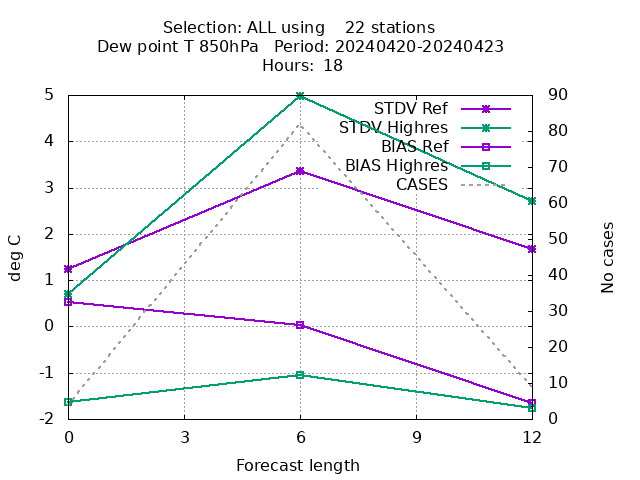 Selection: ALL using    22 stations
Dew point T 850hPa   Period: 20240420-20240423
Hours: 18
5
4
3
2
1
0
-1
-2
deg C
90
80
70
60
50
40
30
20
10
0
No cases
STDV Ref
STDV Highres
BIAS Ref
BIAS Highres
CASES
0
3
6
9
12
Forecast length